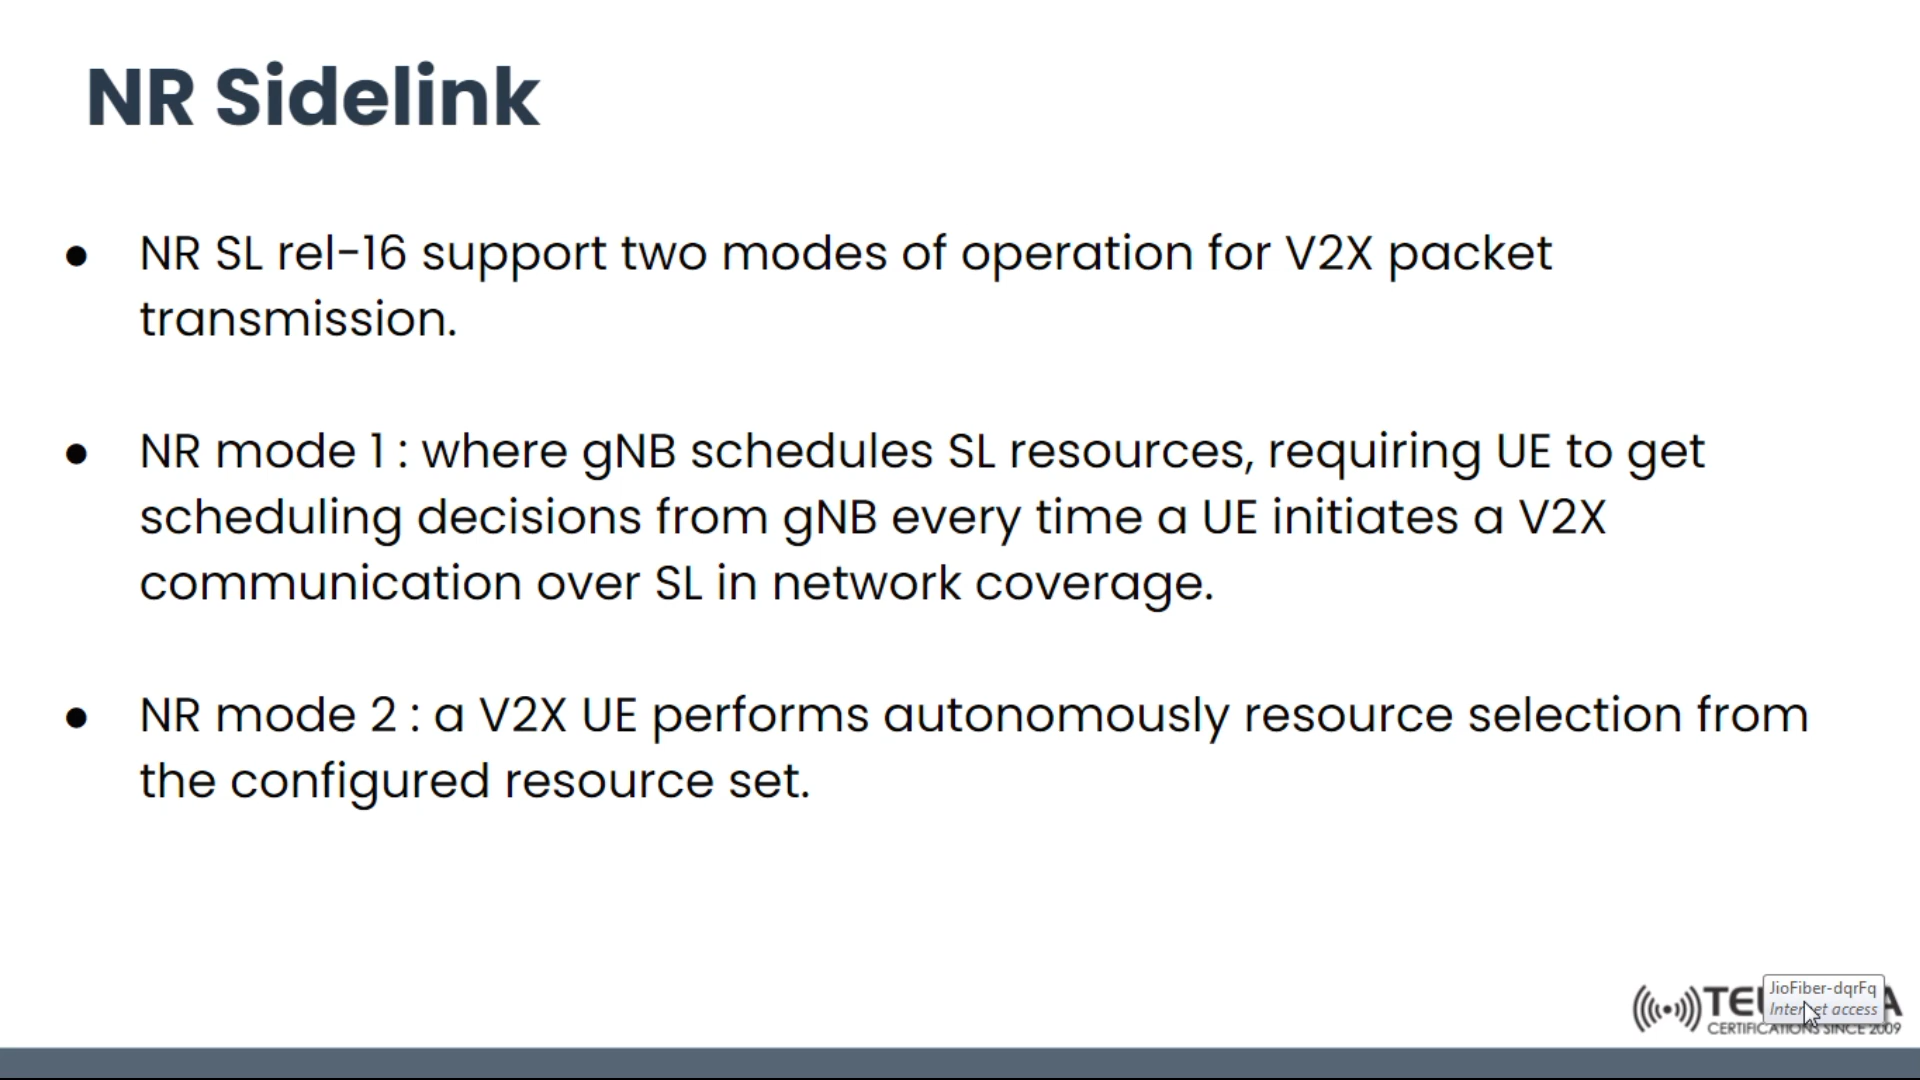 NR Sidelink
● NR SL rel-16 support two modes of operation for V2X packet
transmission.
● NR mode 1 : where gNB schedules SL resources, requiring UE to get
scheduling decisions from gNB every time a UE initiates a V2X
communication over SL in network coverage.
● NR mode 2 : a V2X UE performs autonomously resource selection from
the configured resource set.
JioFiber-dqrFq
Internet access
CERTIFICATIONS SINCE 2009